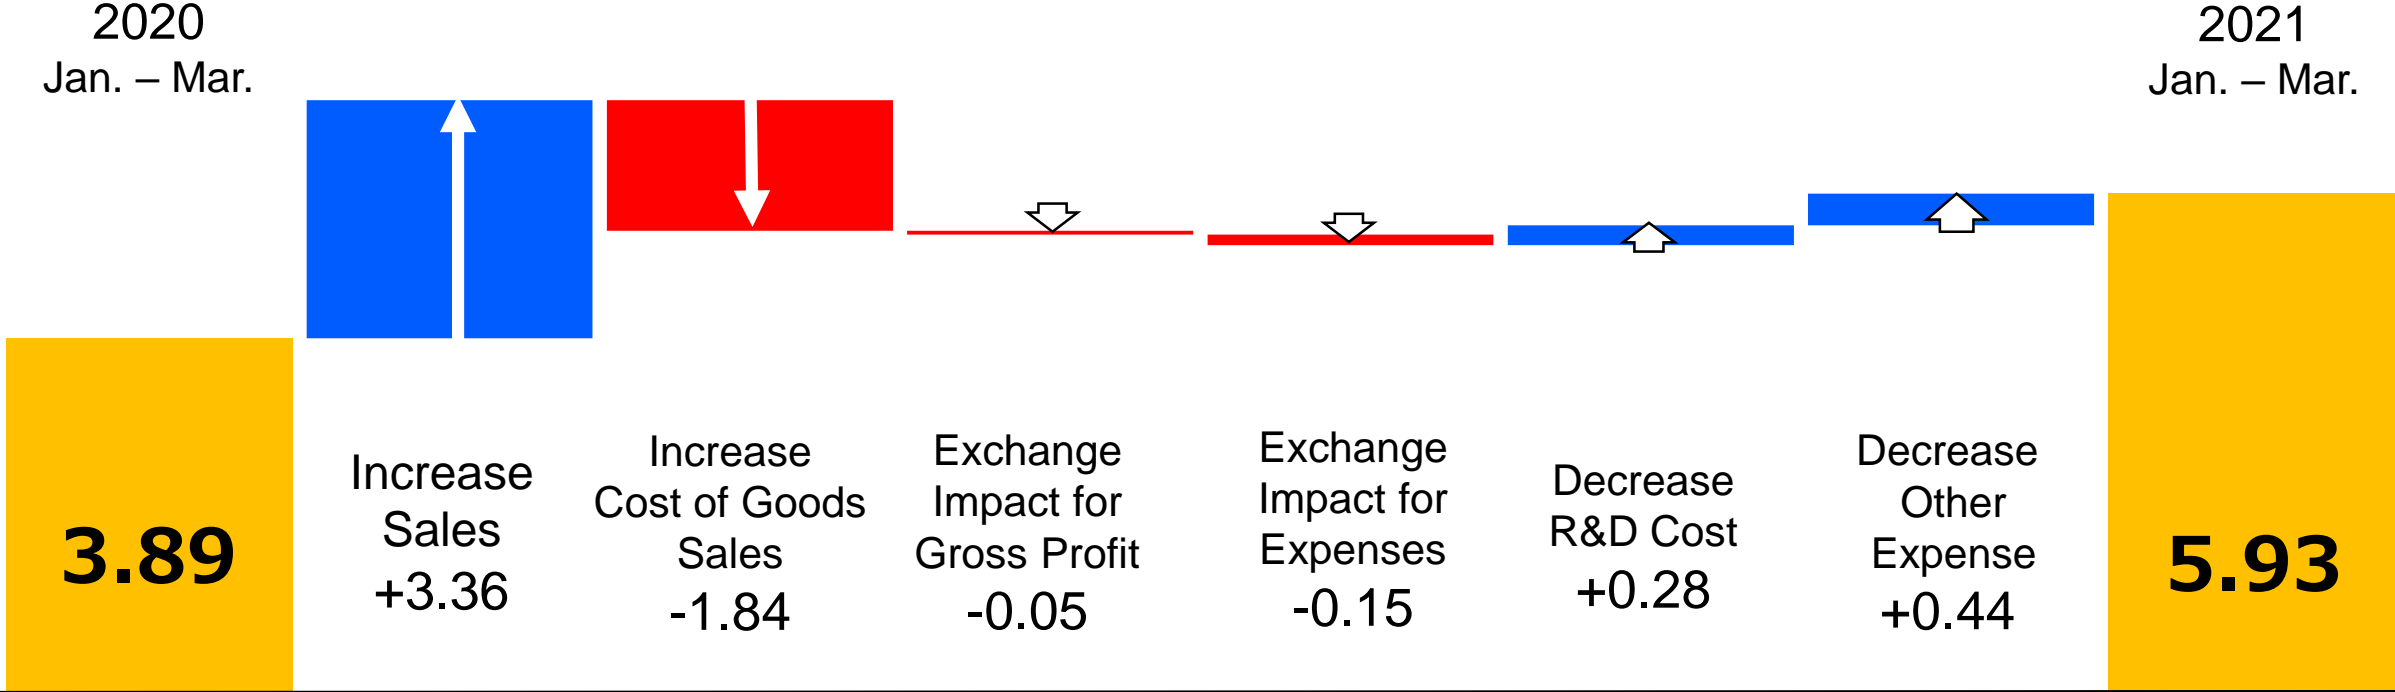 2020
Jan. – Mar.
2021
Jan. – Mar.
3.89
Increase
Sales
+3.36
Increase
Cost of Goods
Sales
-1.84
Exchange
Impact for
Gross Profit
-0.05
Exchange
Impact for
Expenses
-0.15
Decrease
R&D Cost
+0.28
Decrease
Other
Expense
+0.44
5.93